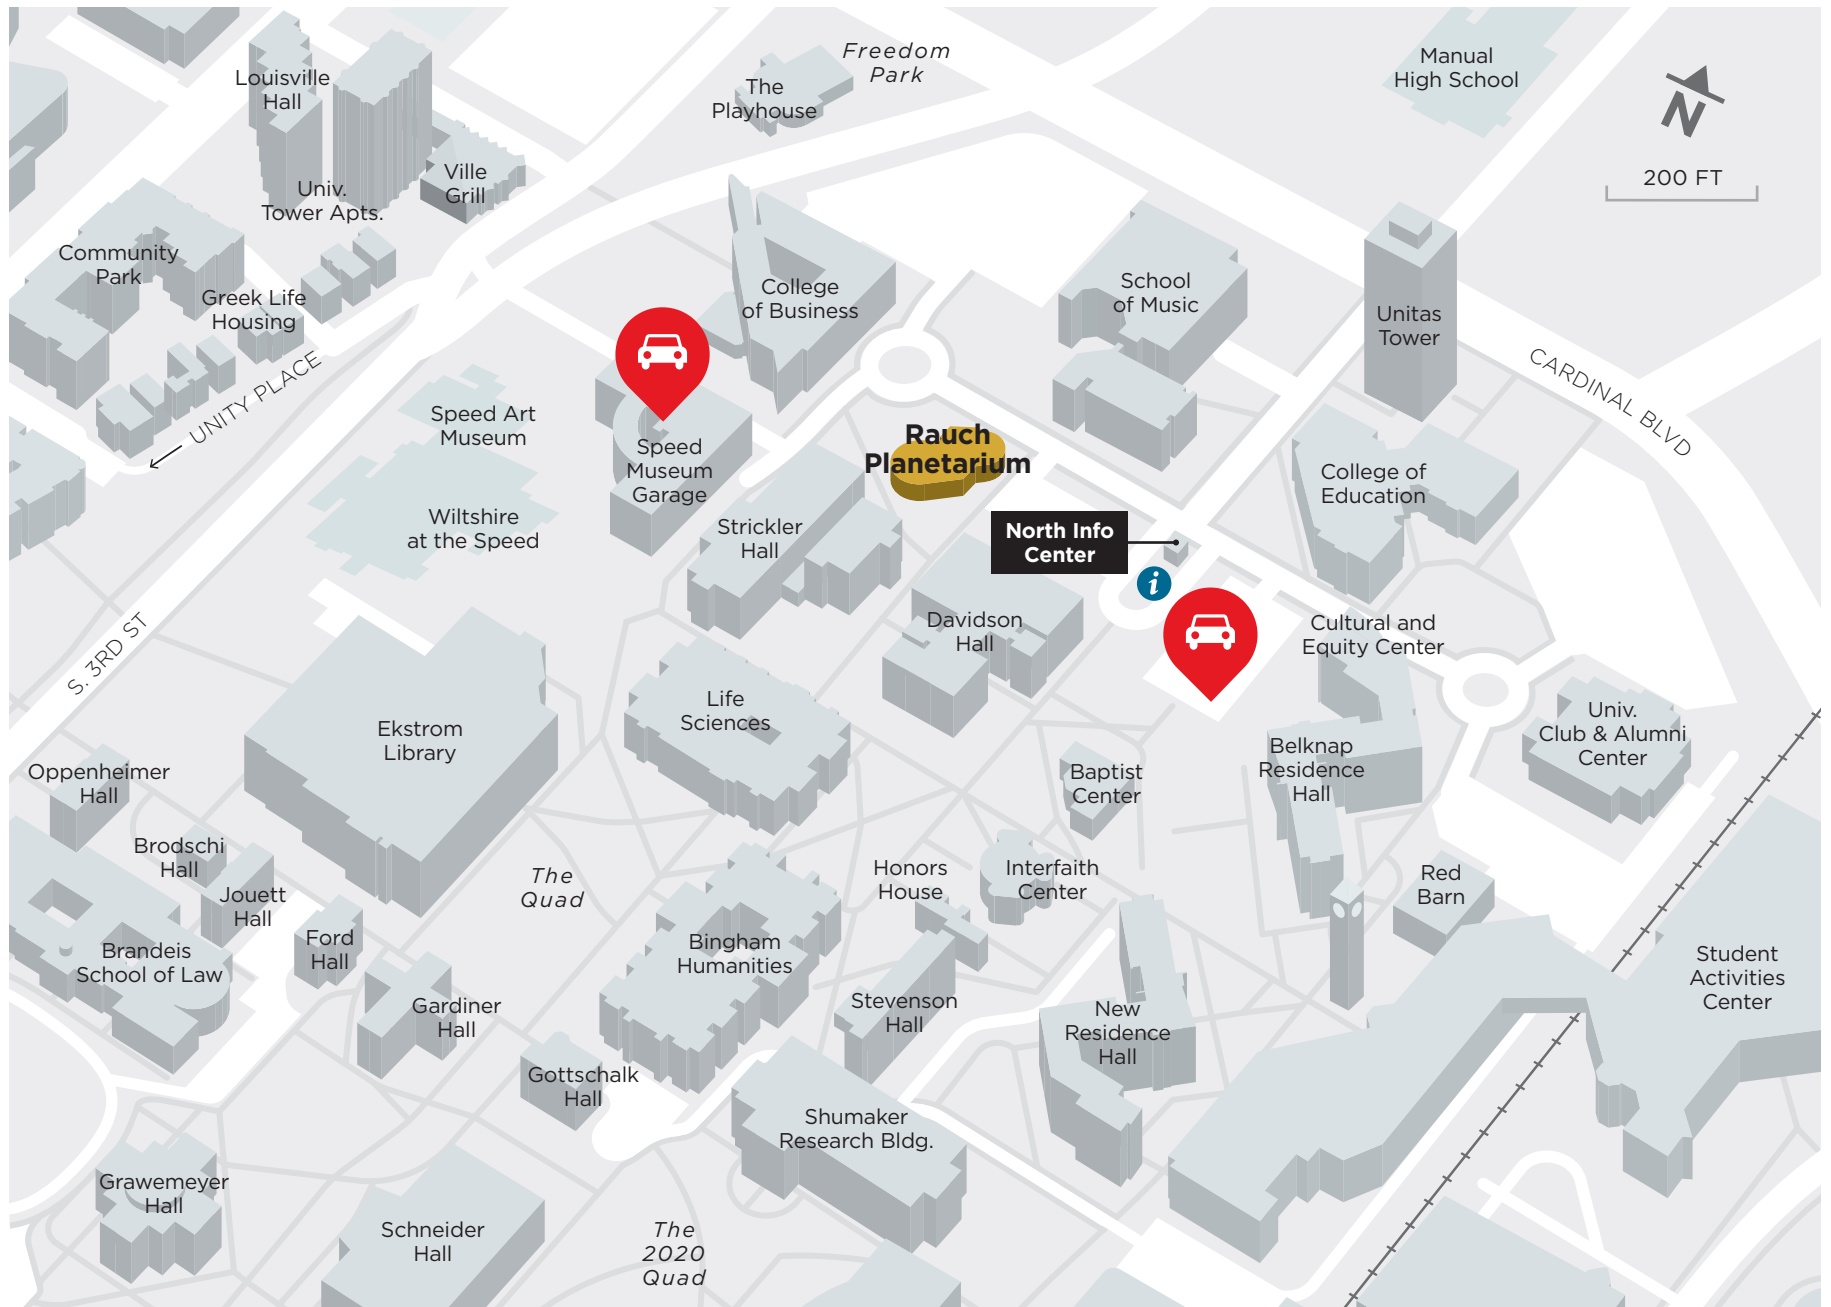 Freedom
Park
Manual
High School
Louisville
Hall
The
Playhouse
N
200 FT
Ville
Grill
Univ.
Tower Apts.
Community
Park
Greek Life
Housing
College
of Business
School
of Music
Unitas
Tower
UNITY PLACE
CARDINAL BLVD
Speed Art
Museum
Speed
Museum
Garage
Rauch
Planetarium
College of
Education
Wiltshire
at the Speed
Strickler
Hall
North Info
Center
i
Davidson
Hall
Cultural and
Equity Center
S. 3RD ST
Life
Sciences
Ekstrom
Library
Univ.
Club & Alumni
Center
Belknap
Residence
Hall
Oppenheimer
Hall
Baptist
Center
Brodschi
Hall
Jouett
Hall
The
Quad
Honors
House
Interfaith
Center
Red
Barn
Ford
Hall
Brandeis
School of Law
Bingham
Humanities
Student
Activities
Center
Gardiner
Hall
Stevenson
Hall
New
Residence
Hall
Gottschalk
Hall
Shumaker
Research Bldg.
Grawemeyer
Hall
Schneider
Hall
The
2020
Quad